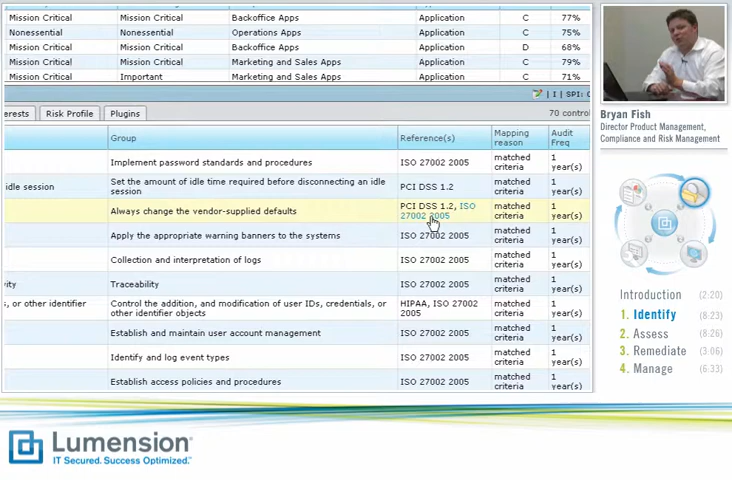 Mission Critical Mission Critical Backoffice Apps Application C 77%
Nonessential Nonessential Operations Apps Application C 75%
Mission Critical Mission Critical Backoffice Apps Application D 68%
Mission Critical Mission Critical Marketing and Sales Apps Application C 79%
Mission Critical Important Marketing and Sales Apps Application C 71%
| I | SPI:
erests Risk Profile Plugins 70 control
Group Reference(s) Mapping reason Audit Freq
Implement password standards and procedures ISO 27002 2005 matched criteria 1 year(s)
idle session Set the amount of idle time required before disconnecting an idle session PCI DSS 1.2 matched criteria 1 year(s)
Always change the vendor-supplied defaults PCI DSS 1.2, ISO 27002 2005 matched criteria 1 year(s)
Apply the appropriate warning banners to the systems ISO 27002 2005 matched criteria 1 year(s)
Collection and interpretation of logs ISO 27002 2005 matched criteria 1 year(s)
vity Traceability ISO 27002 2005 matched criteria 1 year(s)
s, or other identifier Control the addition, and modification of user IDs, credentials, or other identifier objects HIPAA, ISO 27002 2005 matched criteria 1 year(s)
Establish and maintain user account management ISO 27002 2005 matched criteria 1 year(s)
Identify and log event types ISO 27002 2005 matched criteria 1 year(s)
Establish access policies and procedures ISO 27002 2005 matched criteria 1 year(s)
Bryan Fish
Director Product Management,
Compliance and Risk Management
Introduction (2:20)
1. Identify (8:23)
2. Assess (8:26)
3. Remediate (3:06)
4. Manage (6:33)
Lumension
IT Secured. Success Optimized.™